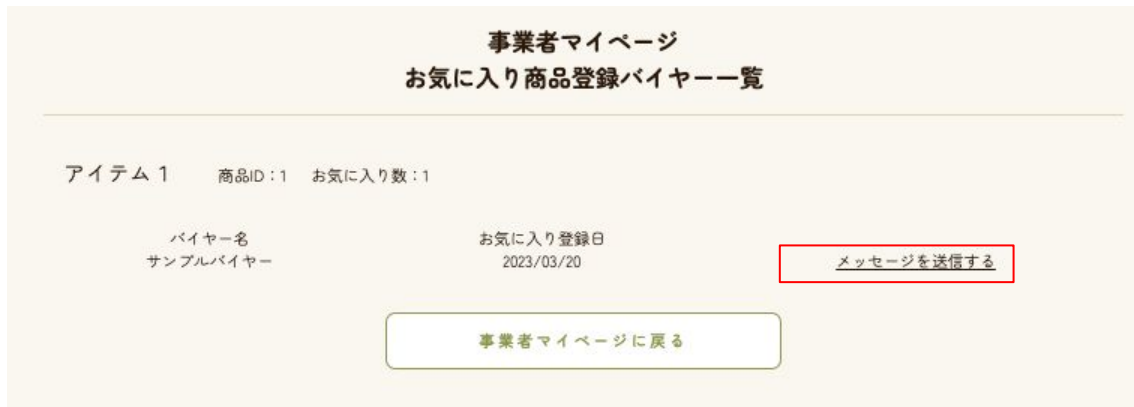 事業者マイページ
お気に入り商品登録バイヤー一覧
アイテム1 商品ID:1 お気に入り数:1
バイヤー名 お気に入り登録日
サンプルバイヤー 2023/03/20 メッセージを送信する
事業者マイページに戻る